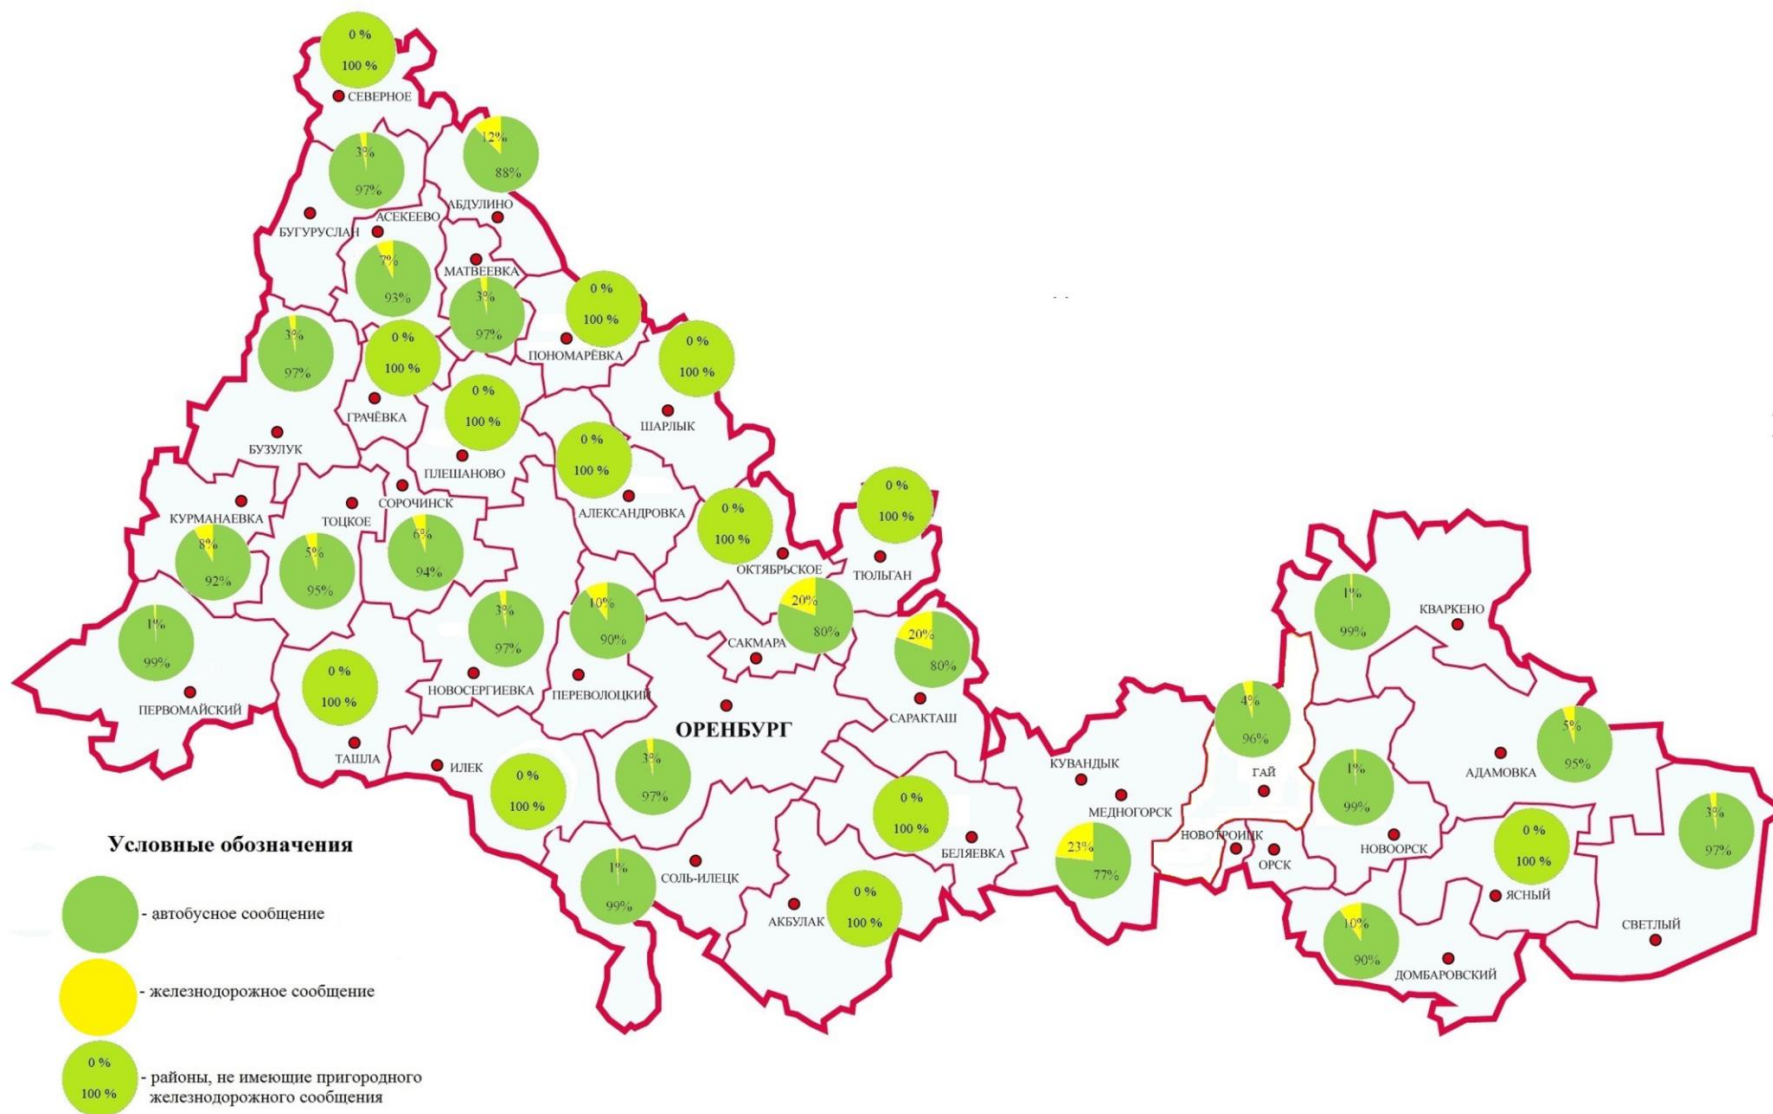 0 %
100 %
СЕВЕРНОЕ
12%
88%
3%
97%
АБДУЛИНО
АСЕКЕЕВО
БУГУРУСЛАН
7%
93%
МАТВЕЕВКА
3%
97%
0 %
100 %
ПОНОМАРЁВКА
3%
97%
0 %
100 %
0 %
100 %
ГРАЧЁВКА
0 %
100 %
ШАРЛЫК
БУЗУЛУК
ПЛЕШАНОВО
0 %
100 %
СОРОЧИНСК
КУРМАНАЕВКА
ТОЦКОЕ
АЛЕКСАНДРОВКА
0 %
100 %
0 %
100 %
8%
92%
5%
95%
6%
94%
ОКТЯБРЬСКОЕ
ТЮЛЬГАН
1%
99%
3%
97%
10%
90%
20%
80%
САКМАРА
20%
80%
1%
99%
КВАРКЕНО
0 %
100 %
НОВОСЕРГИЕВКА
ПЕРЕВОЛОЦКИЙ
ПЕРВОМАЙСКИЙ
САРАКТАШ
ОРЕНБУРГ
4%
96%
5%
95%
ТАШЛА
ИЛЕК
0 %
100 %
3%
97%
КУВАНДЫК
МЕДНОГОРСК
ГАЙ
1%
99%
АДАМОВКА
0 %
100 %
БЕЛЯЕВКА
НОВОТРОИЦК
ОРСК
НОВООРСК
0 %
100 %
3%
97%
23%
77%
1%
99%
СОЛЬ-ИЛЕЦК
АКБУЛАК
0 %
100 %
ЯСНЫЙ
СВЕТЛЫЙ
10%
90%
ДОМБАРОВСКИЙ
Условные обозначения
- автобусное сообщение
- железнодорожное сообщение
0 %
100 %
- районы, не имеющие пригородного
железнодорожного сообщения